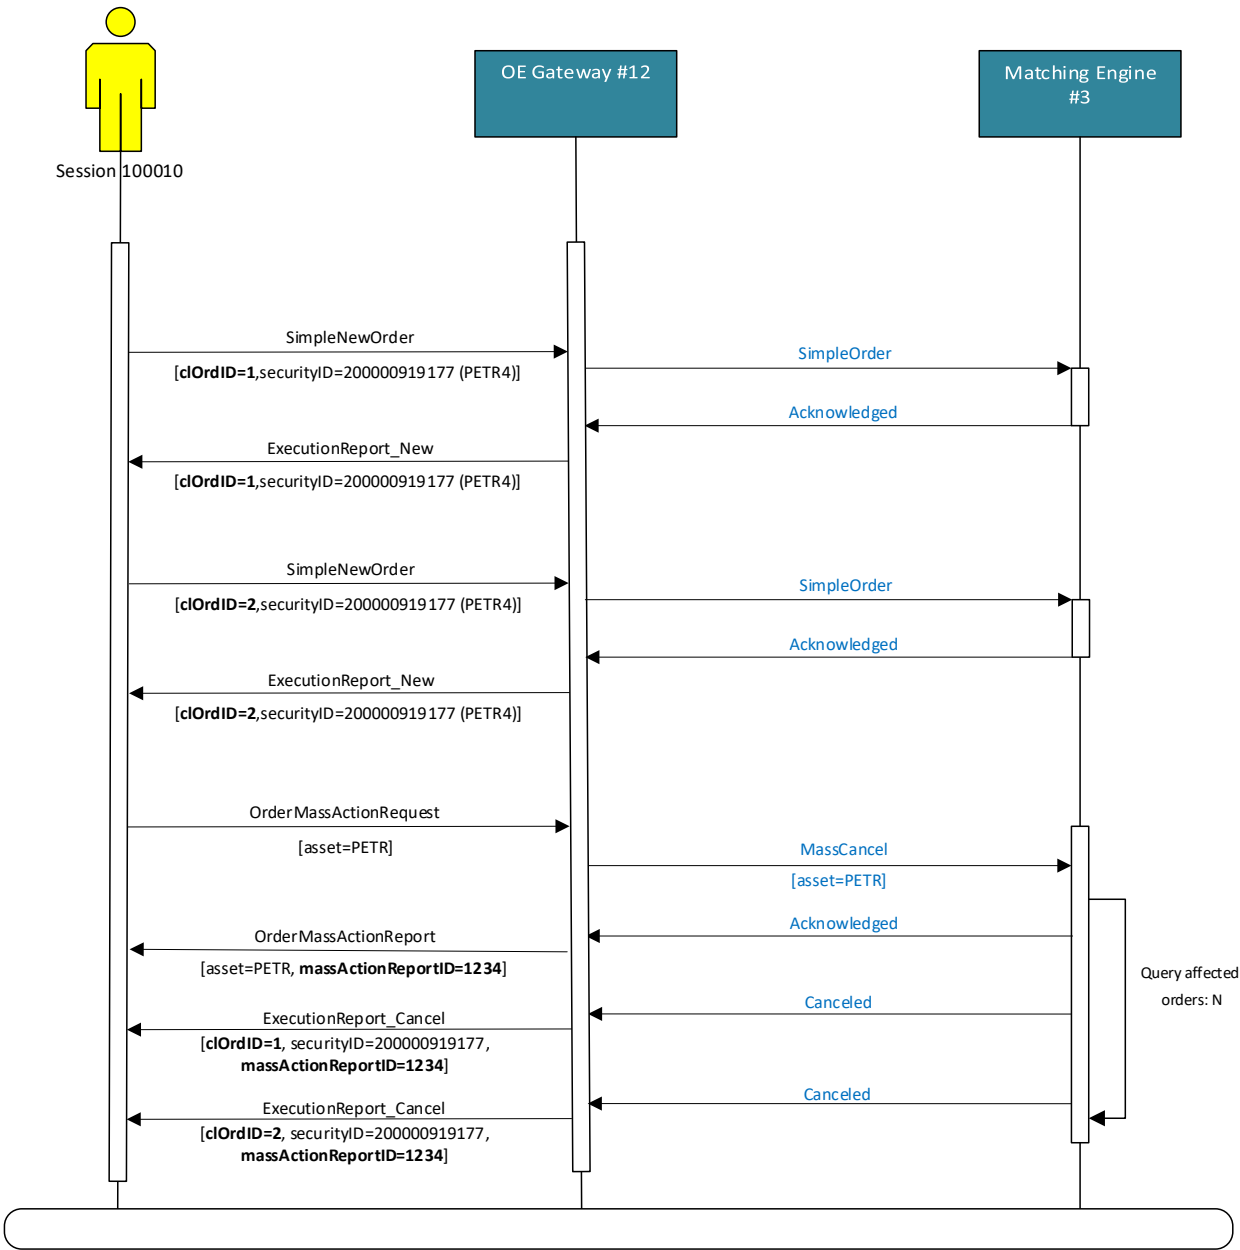 OE Gateway #12
Matching Engine
#3
Session 100010
SimpleNewOrder
SimpleOrder
[clOrdID=1,securityID=200000919177 (PETR4)]
Acknowledged
ExecutionReport_New
[clOrdID=1,securityID=200000919177 (PETR4)]
SimpleNewOrder
SimpleOrder
[clOrdID=2,securityID=200000919177 (PETR4)]
Acknowledged
ExecutionReport_New
[clOrdID=2,securityID=200000919177 (PETR4)]
OrderMassActionRequest
[asset=PETR]
MassCancel
[asset=PETR]
Acknowledged
OrderMassActionReport
[asset=PETR, massActionReportID=1234]
Query affected
orders: N
Canceled
ExecutionReport_Cancel
[clOrdID=1, securityID=200000919177,
massActionReportID=1234]
Canceled
ExecutionReport_Cancel
[clOrdID=2, securityID=200000919177,
massActionReportID=1234]